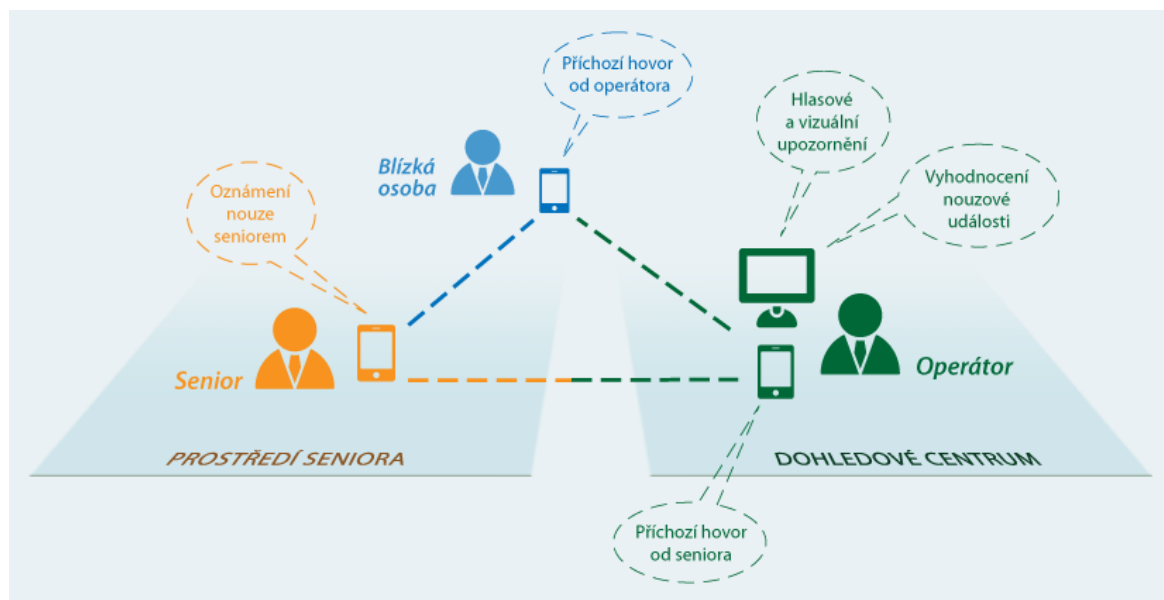 Příchozí hovor
od operátora
Hlasové
a vizuální
upozornění
Blízká
osoba
Oznámení
nouze
seniorem
Vyhodnocení
nouzové
události
Senior
Operátor
PROSTŘEDÍ SENIORA
DOHLEDOVÉ CENTRUM
Příchozí hovor
od seniora